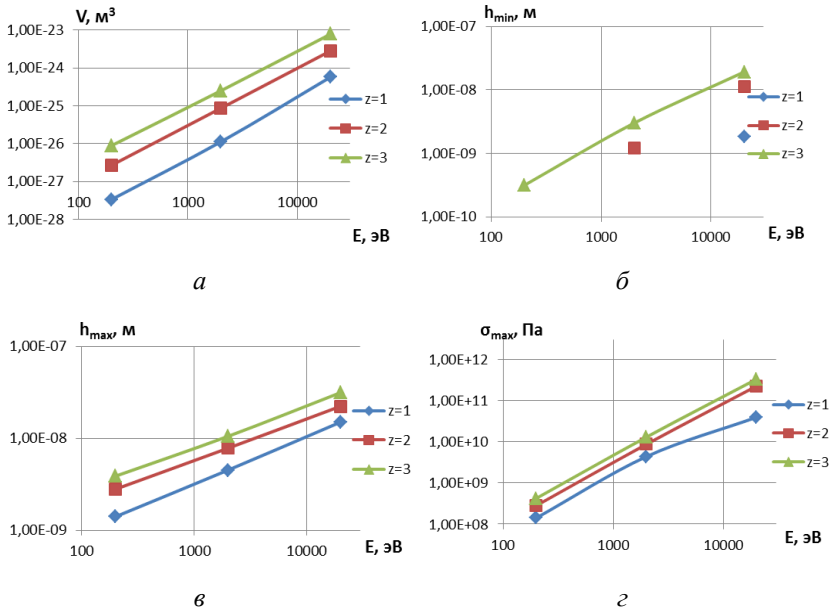 V, м³
1,00E-23
1,00E-24
1,00E-25
1,00E-26
1,00E-27
1,00E-28
100
1000
10000
E, эВ
z=1
z=2
z=3
а
h_min, м
1,00E-07
1,00E-08
1,00E-09
1,00E-10
100
1000
10000
E, эВ
z=1
z=2
z=3
б
h_max, м
1,00E-07
1,00E-08
1,00E-09
100
1000
10000
E, эВ
z=1
z=2
z=3
в
σ_max, Па
1,00E+12
1,00E+11
1,00E+10
1,00E+09
1,00E+08
100
1000
10000
E, эВ
z=1
z=2
z=3
г